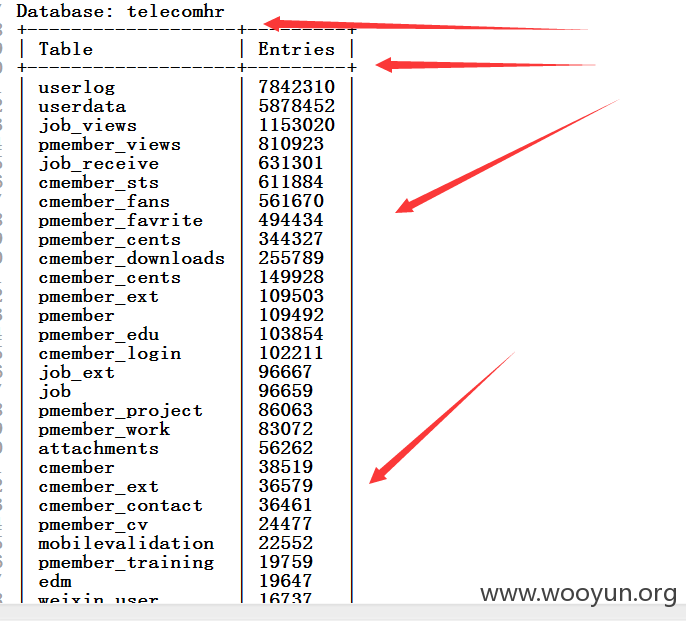 Database: telecomhr
+-------------------+---------+
| Table | Entries |
+-------------------+---------+
| userlog | 7842310 |
| userdata | 5878452 |
| job_views | 1153020 |
| pmember_views | 810923 |
| job_receive | 631301 |
| cmember_sts | 611884 |
| cmember_fans | 561670 |
| pmember_favrite | 494434 |
| pmember_cents | 344327 |
| cmember_downloads | 255789 |
| cmember_cents | 149928 |
| pmember_ext | 109503 |
| pmember | 109492 |
| pmember_edu | 103854 |
| cmember_login | 102211 |
| job_ext | 96667 |
| job | 96659 |
| pmember_project | 86063 |
| pmember_work | 83072 |
| attachments | 56262 |
| cmember | 38519 |
| cmember_ext | 36579 |
| cmember_contact | 36461 |
| pmember_cv | 24477 |
| mobilevalidation | 22552 |
| pmember_training | 19759 |
| edm | 19647 |
| weixin_user | 16737 |
www.wooyun.org